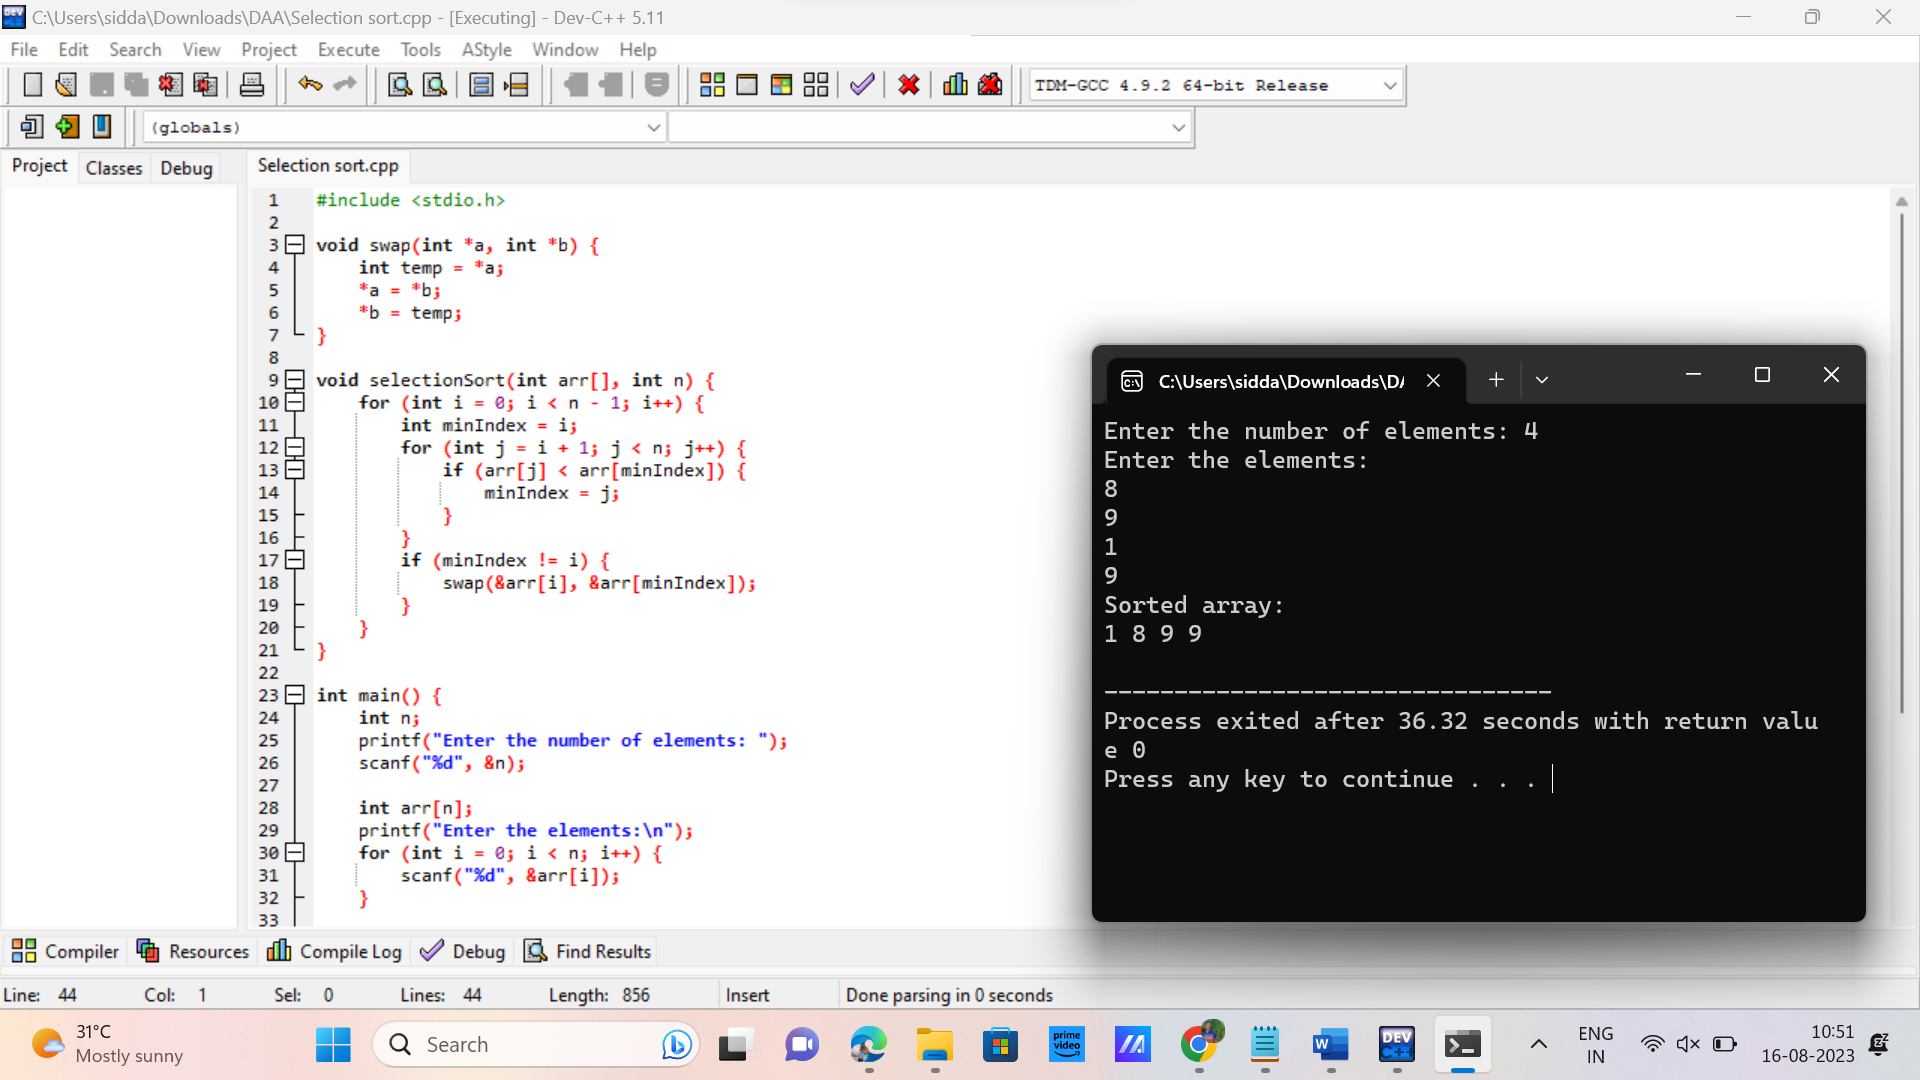 C:\Users\sidda\Downloads\DAA\Selection sort.cpp - [Executing] - Dev-C++ 5.11
File Edit Search View Project Execute Tools AStyle Window Help
TDM-GCC 4.9.2 64-bit Release
(globals)
Project Classes Debug
Selection sort.cpp
1 #include <stdio.h>
2
3 void swap(int *a, int *b) {
4     int temp = *a;
5     *a = *b;
6     *b = temp;
7 }
8
9 void selectionSort(int arr[], int n) {
10     for (int i = 0; i < n - 1; i++) {
11         int minIndex = i;
12         for (int j = i + 1; j < n; j++) {
13             if (arr[j] < arr[minIndex]) {
14                 minIndex = j;
15             }
16         }
17         if (minIndex != i) {
18             swap(&arr[i], &arr[minIndex]);
19         }
20     }
21 }
22
23 int main() {
24     int n;
25     printf("Enter the number of elements: ");
26     scanf("%d", &n);
27
28     int arr[n];
29     printf("Enter the elements:\n");
30     for (int i = 0; i < n; i++) {
31         scanf("%d", &arr[i]);
32     }
33
C:\Users\sidda\Downloads\DA
Enter the number of elements: 4
Enter the elements:
8
9
1
9
Sorted array:
1 8 9 9
--------------------------------
Process exited after 36.32 seconds with return valu
e 0
Press any key to continue . . .
Compiler Resources Compile Log Debug Find Results
Line: 44 Col: 1 Sel: 0 Lines: 44 Length: 856 Insert Done parsing in 0 seconds
31°C
Mostly sunny
Search
prime video
W
DEV C++
ENG
IN
10:51
16-08-2023